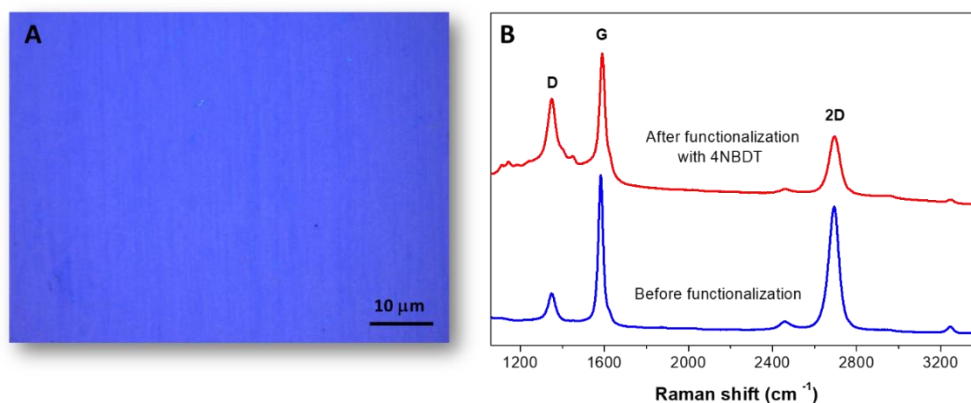 A
10 μm
B
D
G
2D
After functionalization
with 4NBDT
Before functionalization
1200 1600 2000 2400 2800 3200
Raman shift (cm -1)